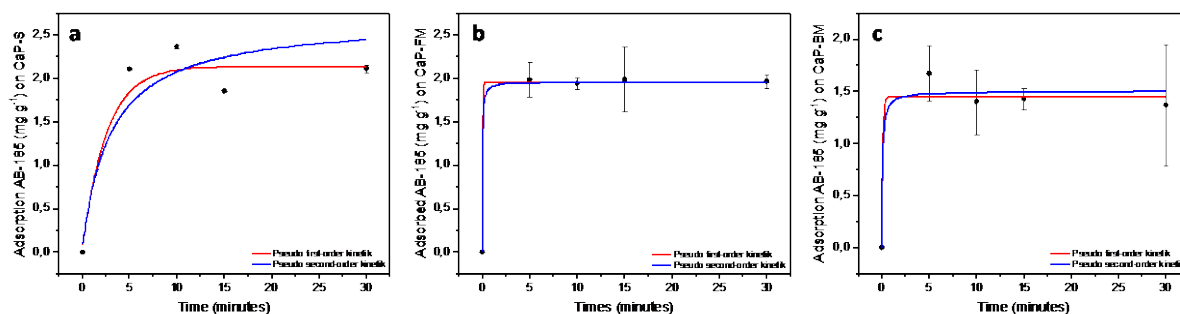 a
Adsorption AB-185 (mg g⁻¹) on CaP-S
2,5
2,0
1,5
1,0
0,5
0,0
0 5 10 15 20 25 30
Time (minutes)
Pseudo first-order kinetik
Pseudo second-order kinetik
b
Adsorbed AB-185 (mg g⁻¹) on CaP-FM
2,5
2,0
1,5
1,0
0,5
0,0
0 5 10 15 20 25 30
Times (minutes)
Pseudo first-order kinetik
Pseudo second-order kinetik
c
Adsorption AB-185 (mg g⁻¹) on CaP-BM
2,0
1,5
1,0
0,5
0,0
0 5 10 15 20 25 30
Time (minutes)
Pseudo first-order kinetik
Pseudo second-order kinetik